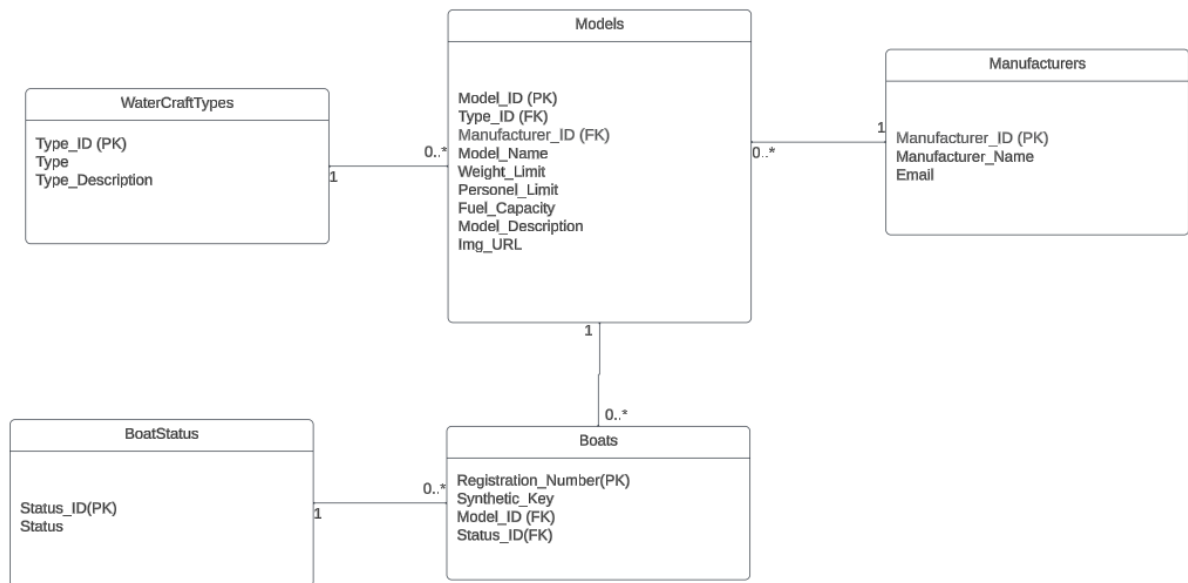 Models
Model_ID (PK)
Type_ID (FK)
Manufacturer_ID (FK)
Model_Name
Weight_Limit
Personel_Limit
Fuel_Capacity
Model_Description
Img_URL
Manufacturers
Manufacturer_ID (PK)
Manufacturer_Name
Email
WaterCraftTypes
Type_ID (PK)
Type
Type_Description
1
0..*
0..*
1
1
0..*
BoatStatus
Status_ID(PK)
Status
1
0..*
Boats
Registration_Number(PK)
Synthetic_Key
Model_ID (FK)
Status_ID(FK)